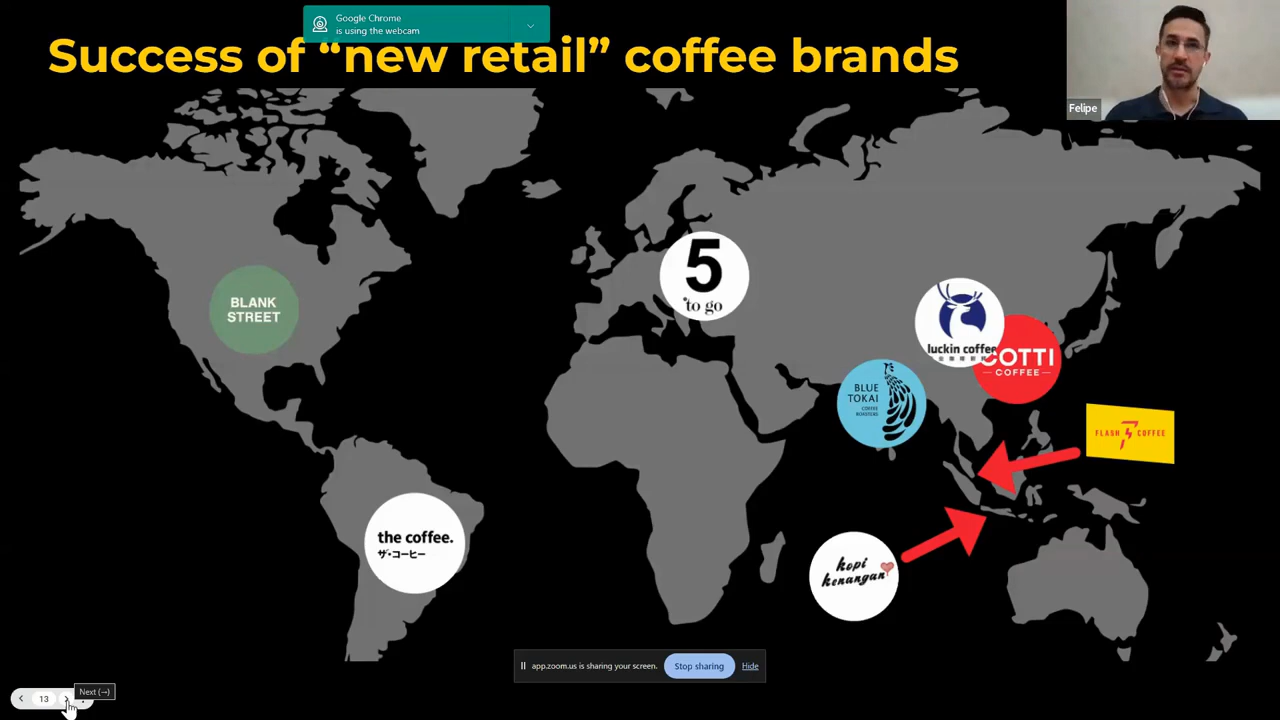 Google Chrome
is using the webcam
Success of “new retail” coffee brands
Felipe
5
to go
BLANK
STREET
luckin coffee
COTTI
COFFEE
BLUE
TOKAI
COFFEE
ROASTERS
FLASH COFFEE
the coffee.
ザ・コーヒー
kopi
kenangan
app.zoom.us is sharing your screen.
Stop sharing
Hide
Next (→)
13